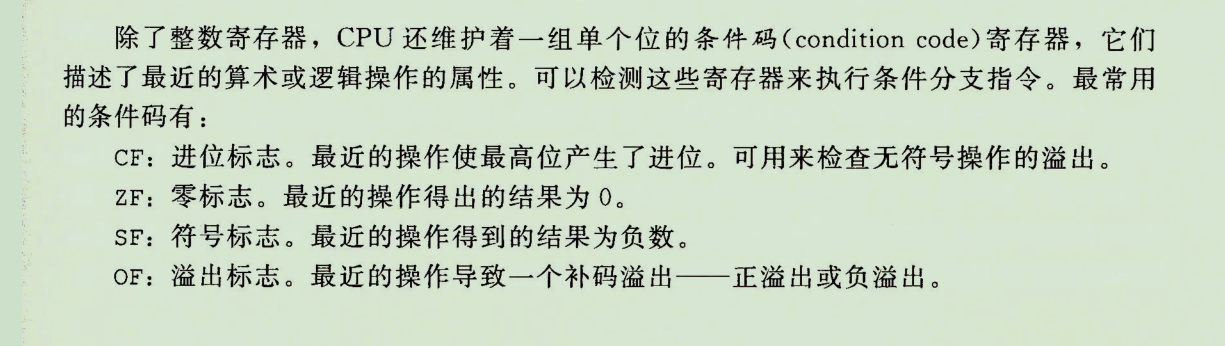 除了整数寄存器，CPU 还维护着一组单个位的条件码(condition code)寄存器，它们
描述了最近的算术或逻辑操作的属性。可以检测这些寄存器来执行条件分支指令。最常用
的条件码有：
CF：进位标志。最近的操作使最高位产生了进位。可用来检查无符号操作的溢出。
ZF：零标志。最近的操作得出的结果为 0。
SF：符号标志。最近的操作得到的结果为负数。
OF：溢出标志。最近的操作导致一个补码溢出——正溢出或负溢出。